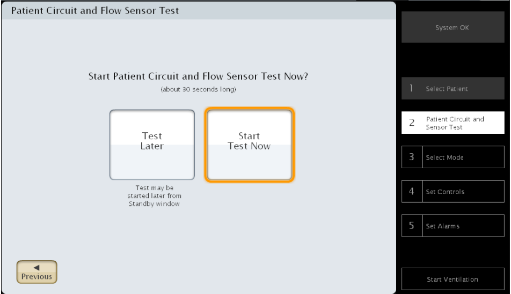 Patient Circuit and Flow Sensor Test
System OK
Start Patient Circuit and Flow Sensor Test Now?
(about 30 seconds long)
Test
Later
Start
Test Now
Test may be
started later from
Standby window
Previous
1 Select Patient
2 Patient Circuit and
Sensor Test
3 Select Mode
4 Set Controls
5 Set Alarms
Start Ventilation